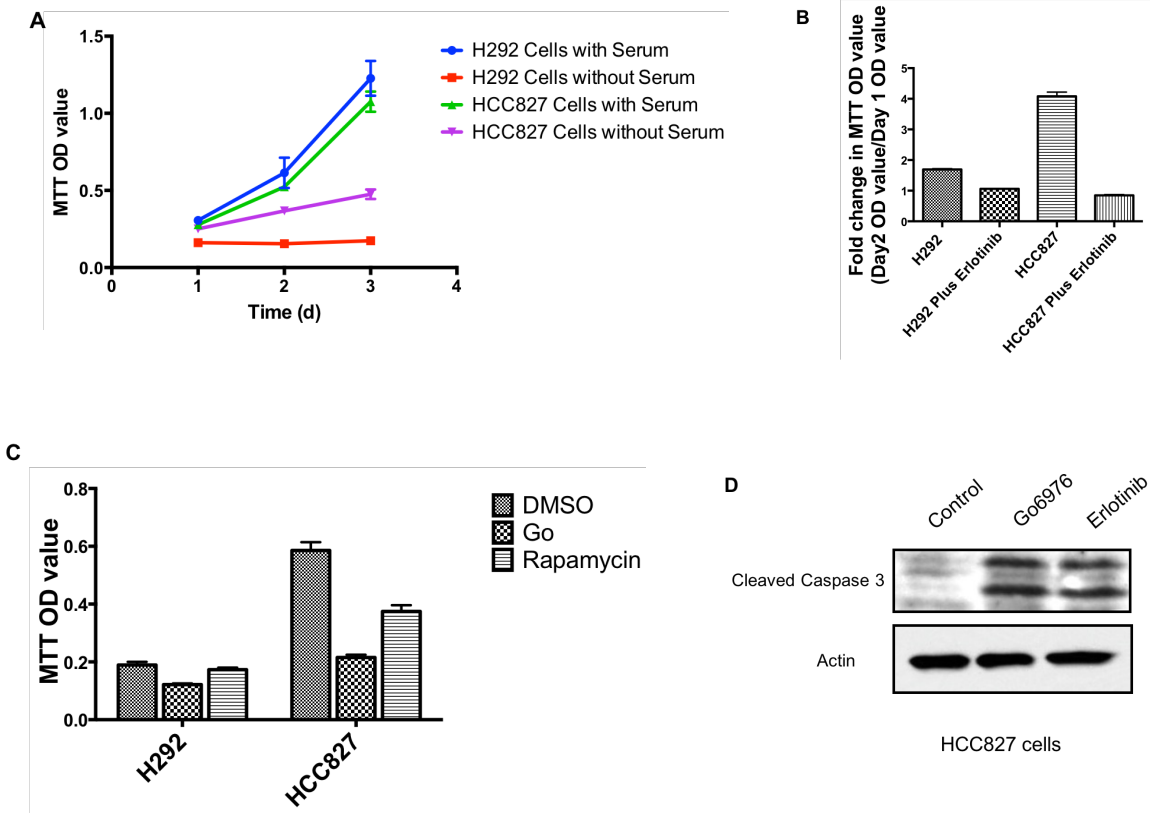 A
MTT OD value
1.5
1.0
0.5
0.0
0
1
2
3
4
Time (d)
H292 Cells with Serum
H292 Cells without Serum
HCC827 Cells with Serum
HCC827 Cells without Serum
B
Fold change in MTT OD value
(Day2 OD value/Day 1 OD value
5
4
3
2
1
0
H292
H292 Plus Erlotinib
HCC827
HCC827 Plus Erlotinib
C
MTT OD value
0.8
0.6
0.4
0.2
0.0
H292
HCC827
DMSO
Go
Rapamycin
D
Control
Go6976
Erlotinib
Cleaved Caspase 3
Actin
HCC827 cells